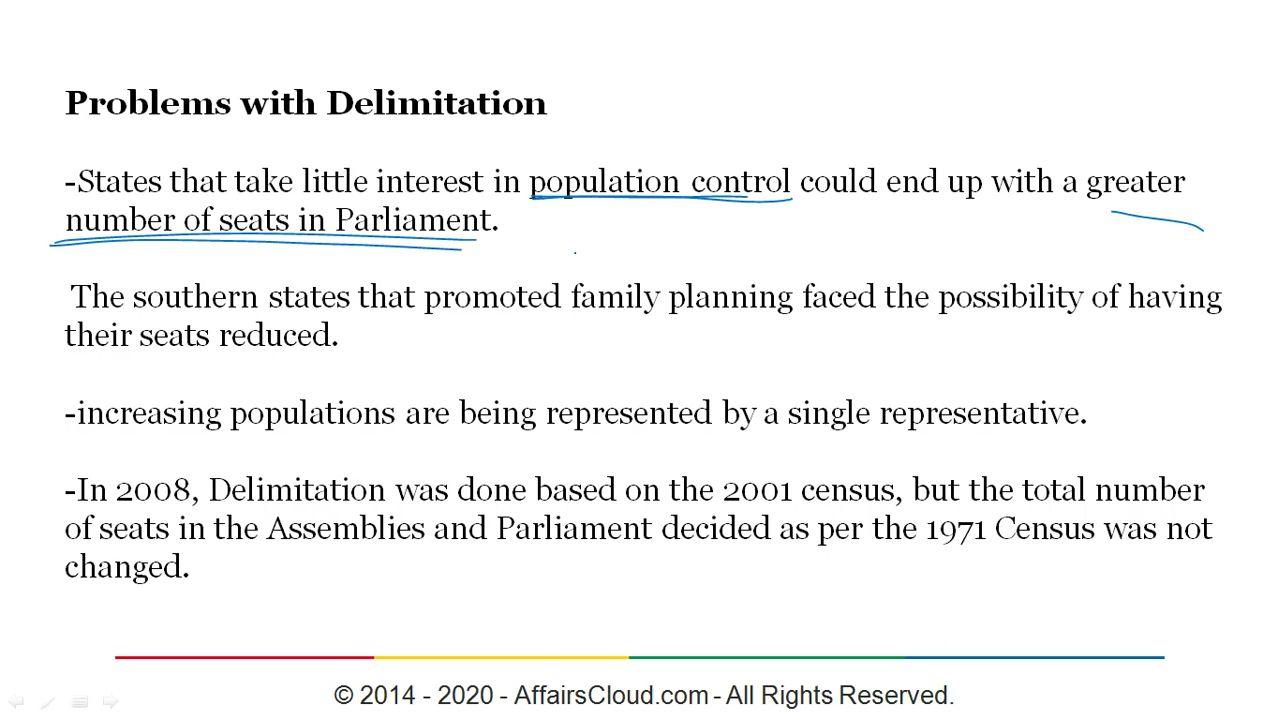 Problems with Delimitation
-States that take little interest in population control could end up with a greater
number of seats in Parliament.
The southern states that promoted family planning faced the possibility of having
their seats reduced.
-increasing populations are being represented by a single representative.
-In 2008, Delimitation was done based on the 2001 census, but the total number
of seats in the Assemblies and Parliament decided as per the 1971 Census was not
changed.
© 2014 - 2020 - AffairsCloud.com - All Rights Reserved.